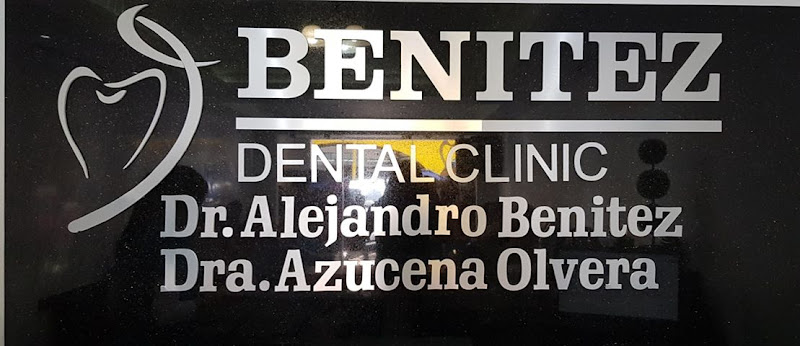 BENITEZ
DENTAL CLINIC
Dr. Alejandro Benitez
Dra. Azucena Olvera